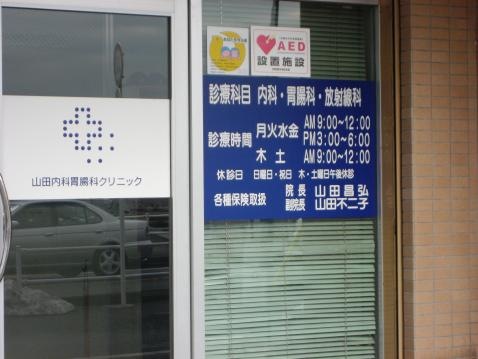 AED
設置施設
診療科目 内科・胃腸科・放射線科
診療時間
月火水金 AM9:00~12:00
PM3:00~6:00
木 土 AM9:00~12:00
休診日 日曜日・祝日 木・土曜日午後休診
各種保険取扱
院長 山田昌弘
副院長 山田不二子
山田内科胃腸科クリニック